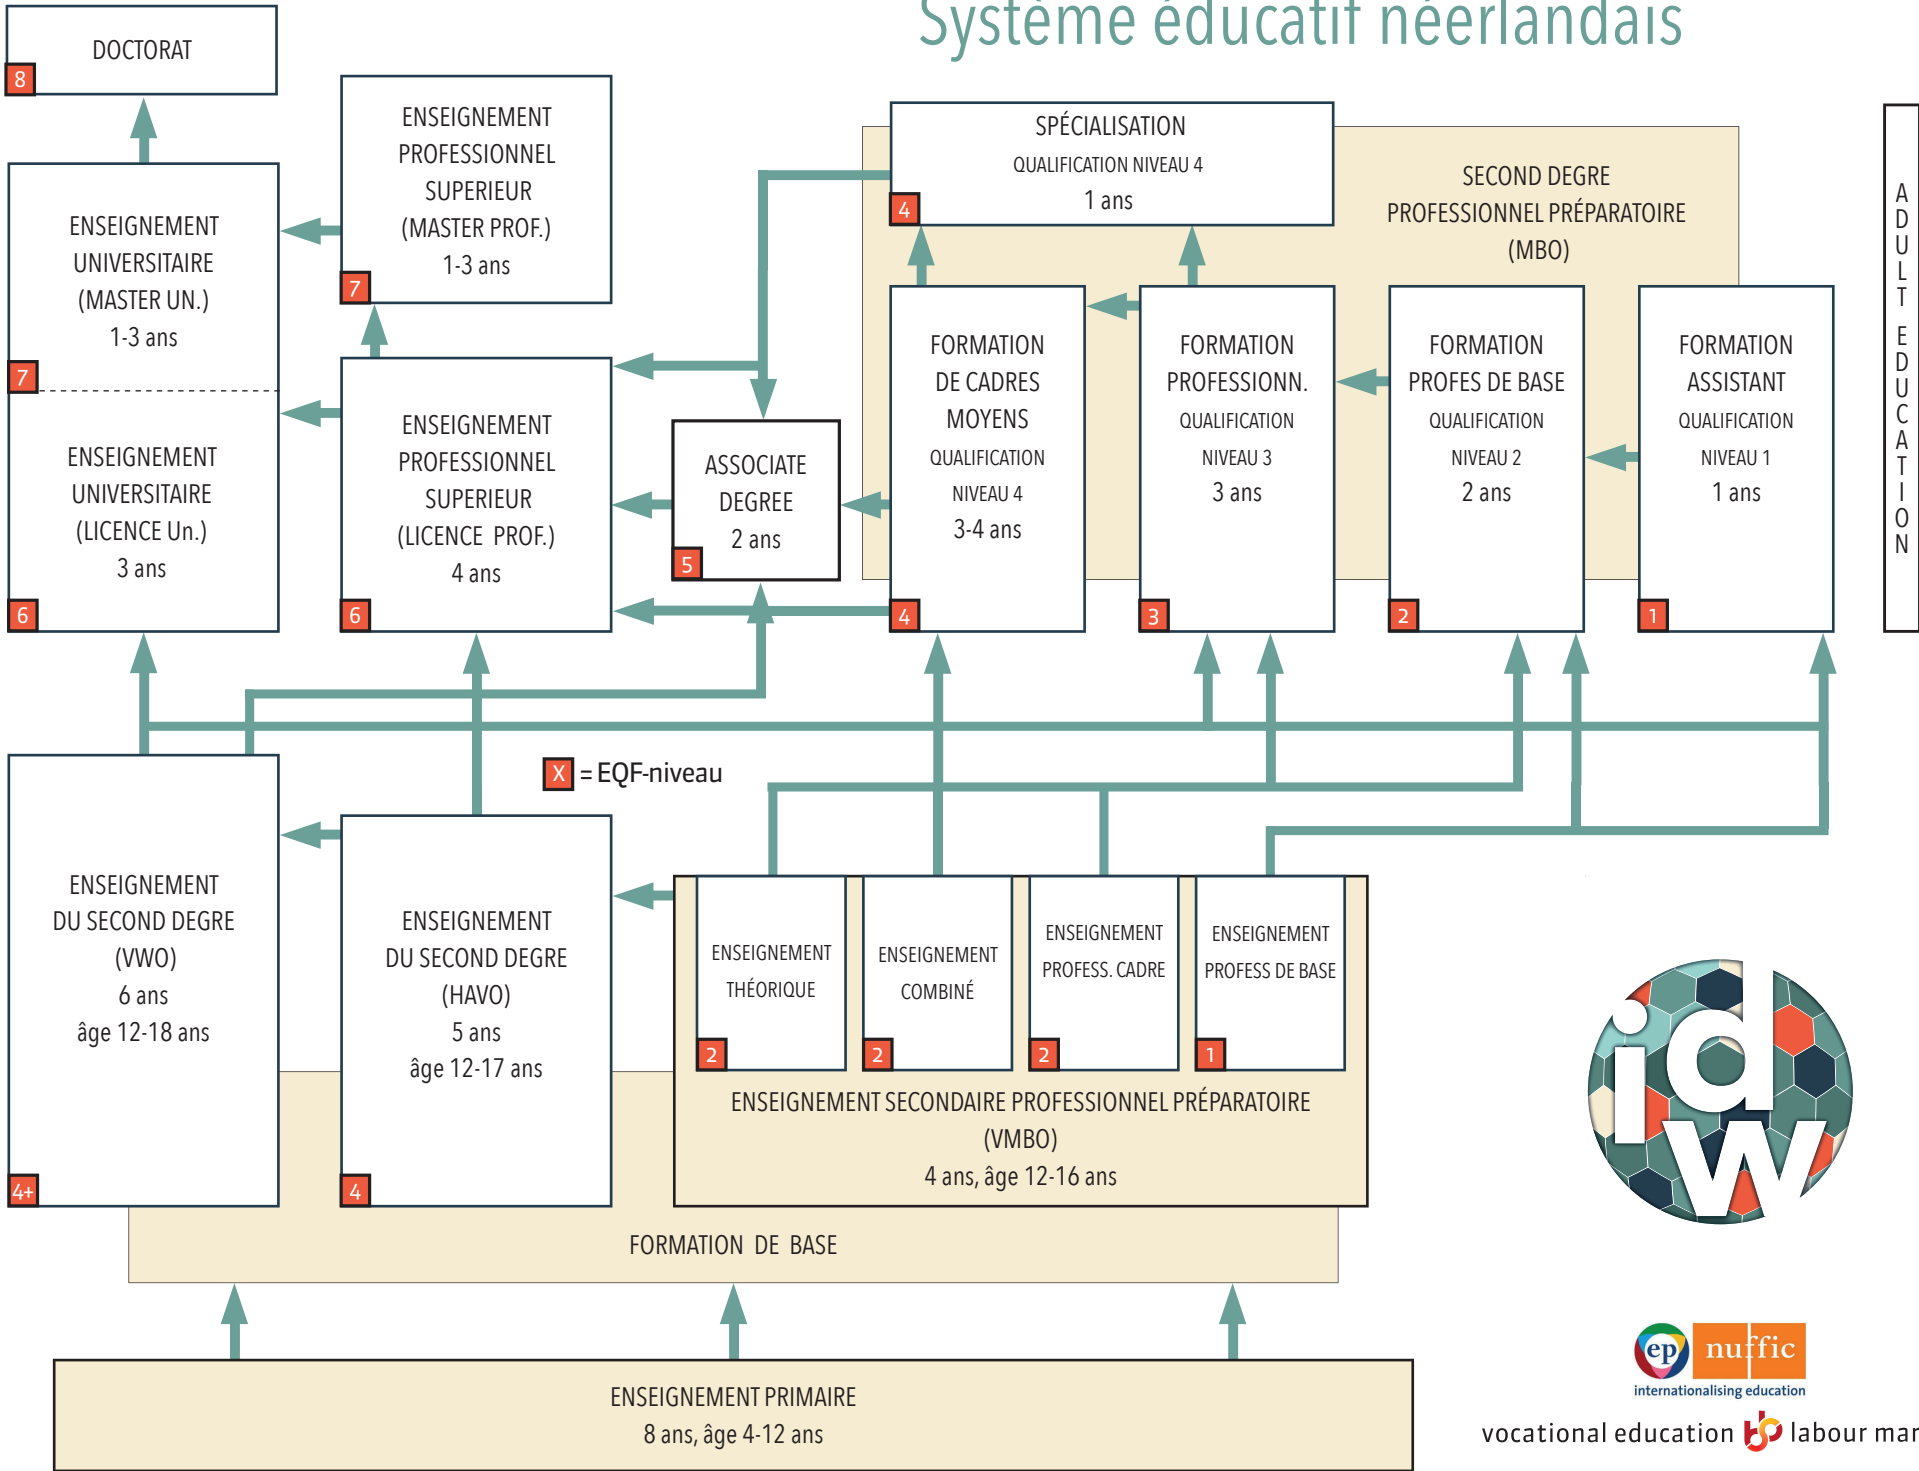 Système éducatif néerlandais
DOCTORAT
8
ENSEIGNEMENT
UNIVERSITAIRE
(MASTER UN.)
1-3 ans
7
ENSEIGNEMENT
UNIVERSITAIRE
(LICENCE Un.)
3 ans
6
ENSEIGNEMENT
PROFESSIONNEL
SUPERIEUR
(MASTER PROF.)
1-3 ans
7
ENSEIGNEMENT
PROFESSIONNEL
SUPERIEUR
(LICENCE PROF.)
4 ans
6
ASSOCIATE
DEGREE
2 ans
5
SPÉCIALISATION
QUALIFICATION NIVEAU 4
1 ans
4
SECOND DEGRE
PROFESSIONNEL PRÉPARATOIRE
(MBO)
FORMATION
DE CADRES
MOYENS
QUALIFICATION
NIVEAU 4
3-4 ans
4
FORMATION
PROFESSIONN.
QUALIFICATION
NIVEAU 3
3 ans
3
FORMATION
PROFES DE BASE
QUALIFICATION
NIVEAU 2
2 ans
2
FORMATION
ASSISTANT
QUALIFICATION
NIVEAU 1
1 ans
1
ADULT EDUCATION
X = EQF-niveau
ENSEIGNEMENT
DU SECOND DEGRE
(VWO)
6 ans
âge 12-18 ans
4+
ENSEIGNEMENT
DU SECOND DEGRE
(HAVO)
5 ans
âge 12-17 ans
4
ENSEIGNEMENT
THÉORIQUE
2
ENSEIGNEMENT
COMBINÉ
2
ENSEIGNEMENT
PROFESS. CADRE
2
ENSEIGNEMENT
PROFESS DE BASE
1
ENSEIGNEMENT SECONDAIRE PROFESSIONNEL PRÉPARATOIRE
(VMBO)
4 ans, âge 12-16 ans
FORMATION DE BASE
ENSEIGNEMENT PRIMAIRE
8 ans, âge 4-12 ans
idw
ep nuffic
internationalising education
vocational education sbb labour mar